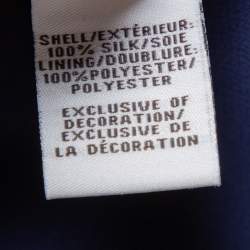 SHELL/EXTÉRIEUR:
100% SILK/SOIE
LINING/DOUBLURE:
100%POLYESTER/
POLYESTER
EXCLUSIVE OF
DECORATION/
EXCLUSIVE DE
LA DÉCORATION